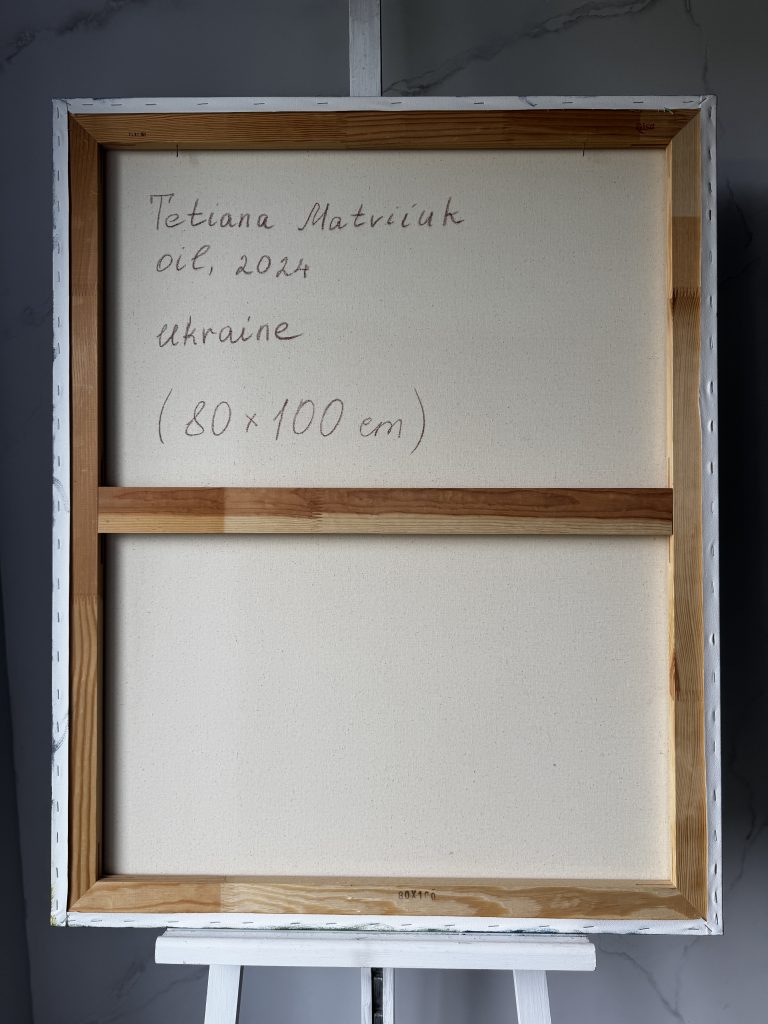 Tetiana Matviiuk
oil, 2024
Ukraine
(80 x 100 cm)
80X100